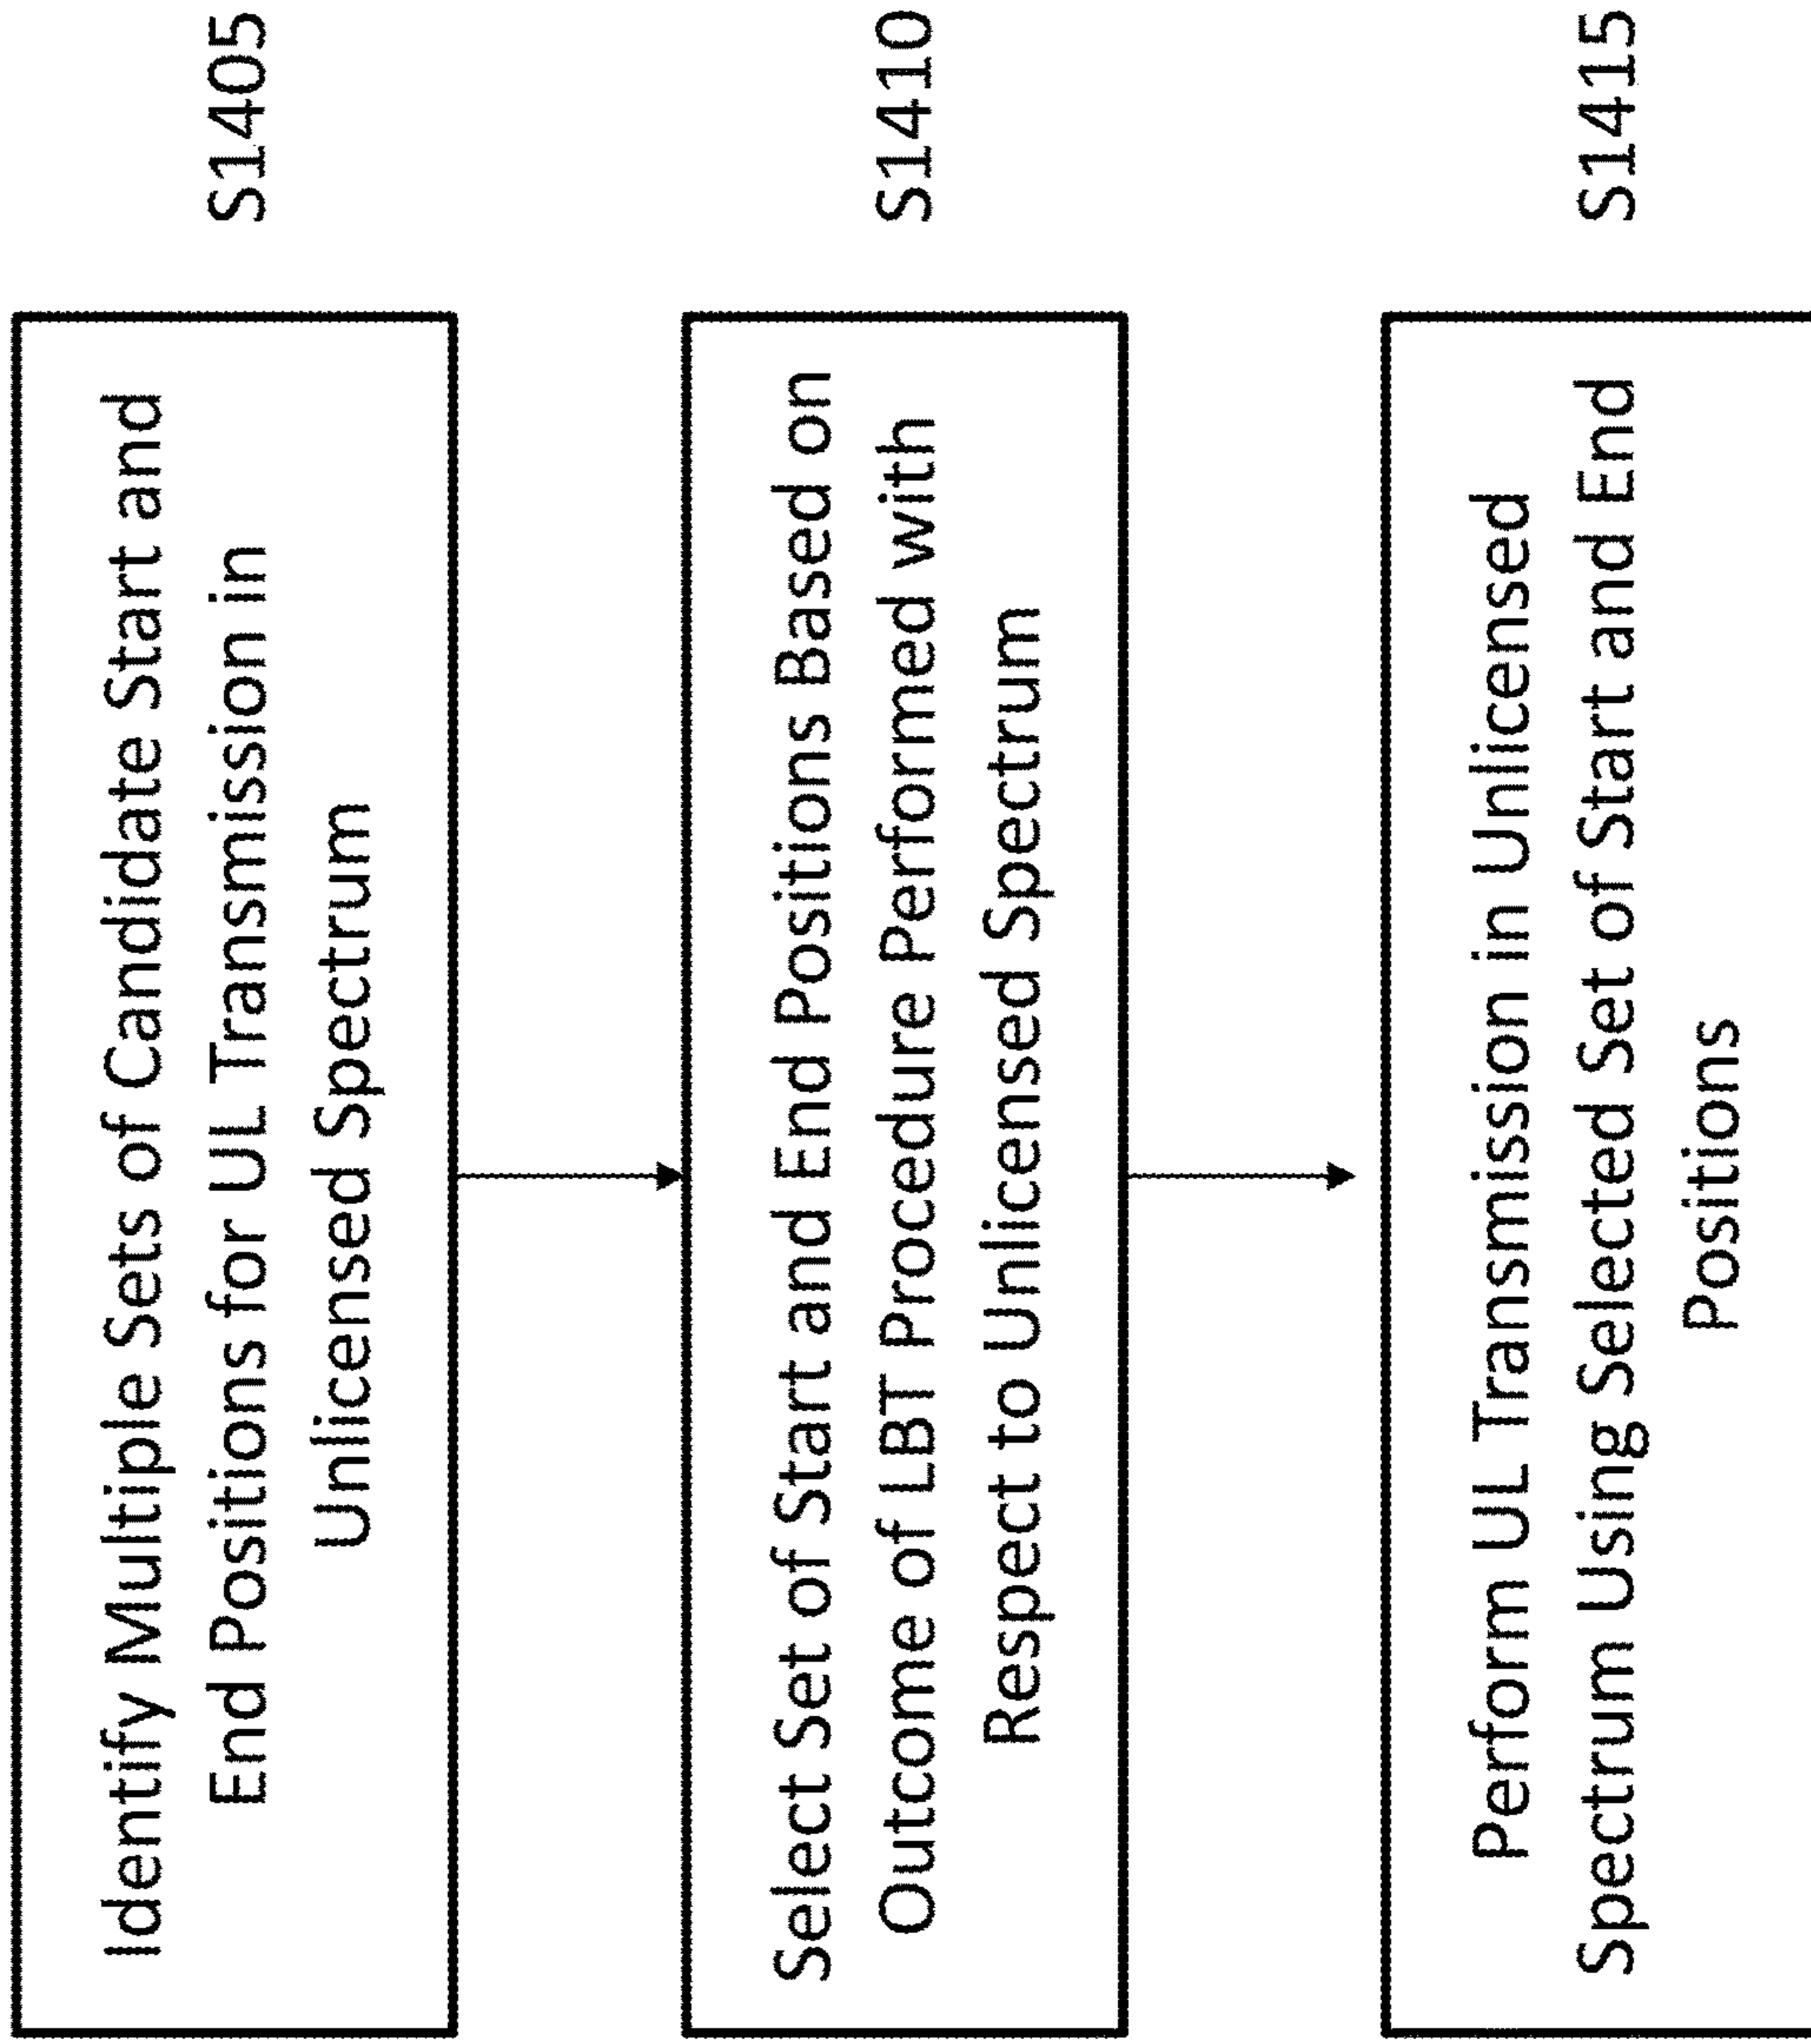 Identify Multiple Sets of Candidate Start and
End Positions for UL Transmission in
Unlicensed Spectrum
S1405
Select Set of Start and End Positions Based on
Outcome of LBT Procedure Performed with
Respect to Unlicensed Spectrum
S1410
Perform UL Transmission in Unlicensed
Spectrum Using Selected Set of Start and End
Positions
S1415